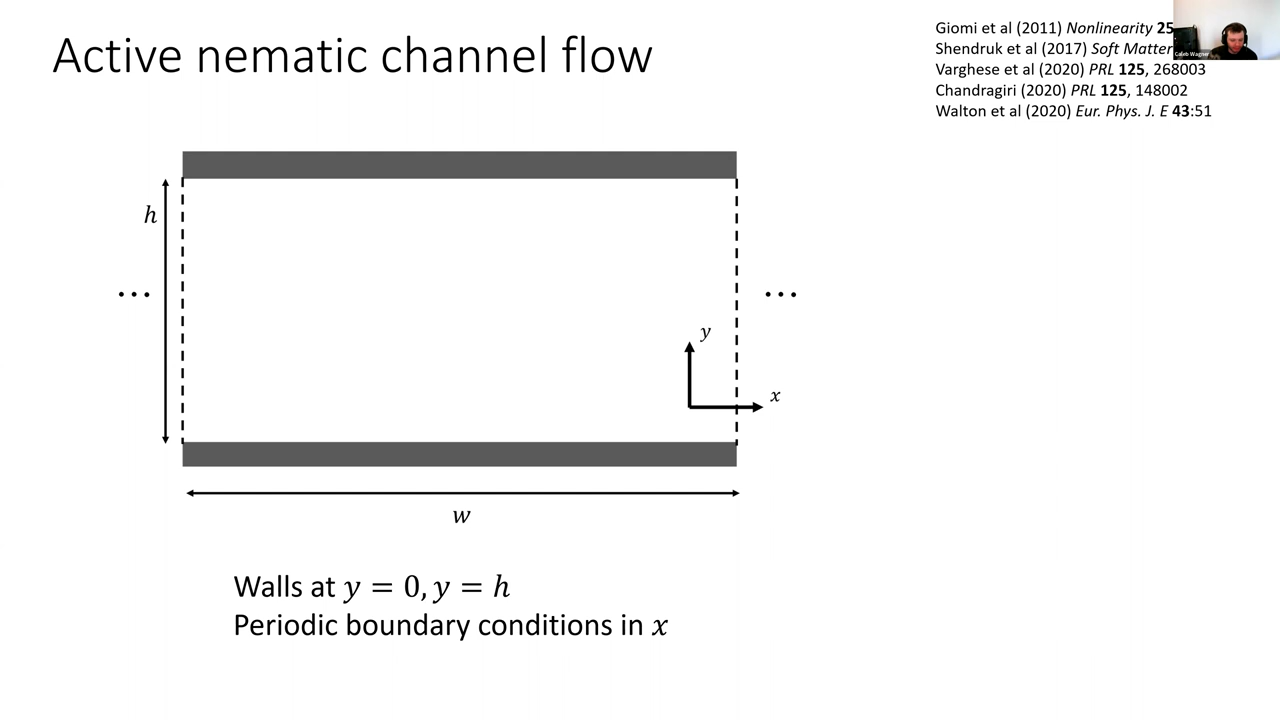 Active nematic channel flow
Giomi et al (2011) Nonlinearity 25
Shendruk et al (2017) Soft Matter
Varghese et al (2020) PRL 125, 268003
Chandragiri (2020) PRL 125, 148002
Walton et al (2020) Eur. Phys. J. E 43:51
Caleb Wagner
h
... ...
y
x
w
Walls at y = 0, y = h
Periodic boundary conditions in x